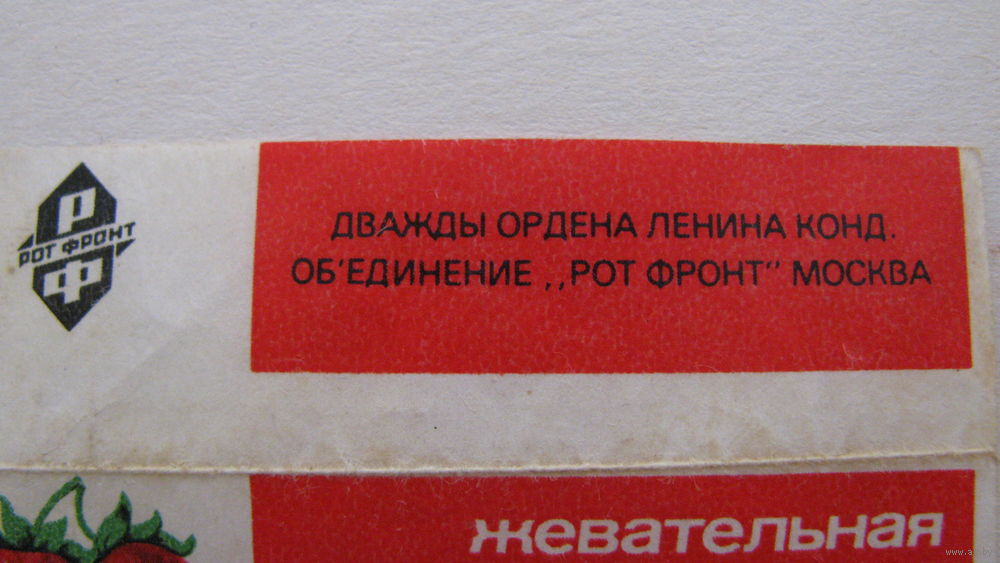 Р
РОТ ФРОНТ
Ф
ДВАЖДЫ ОРДЕНА ЛЕНИНА КОНД.
ОБ'ЕДИНЕНИЕ ,,РОТ ФРОНТ" МОСКВА
жевательная